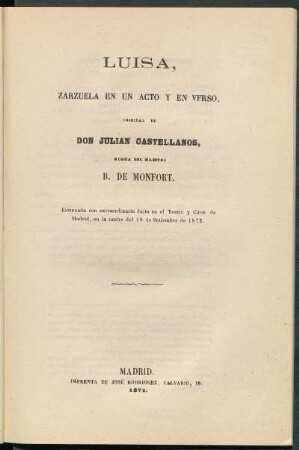 LUISA,
ZARZUELA EN UN ACTO Y EN VERSO,
ORIGINAL DE
DON JULIAN CASTELLANOS,
MUSICA DEL MAESTRO
B. DE MONFORT.
Estrenada con extraordinario éxito en el Teatro y Circo de
Madrid, en la noche del 14 de Setiembre de 1872.
MADRID.
IMPRENTA DE JOSÉ RODRIGUEZ, CALVARIO, 18.
1872.